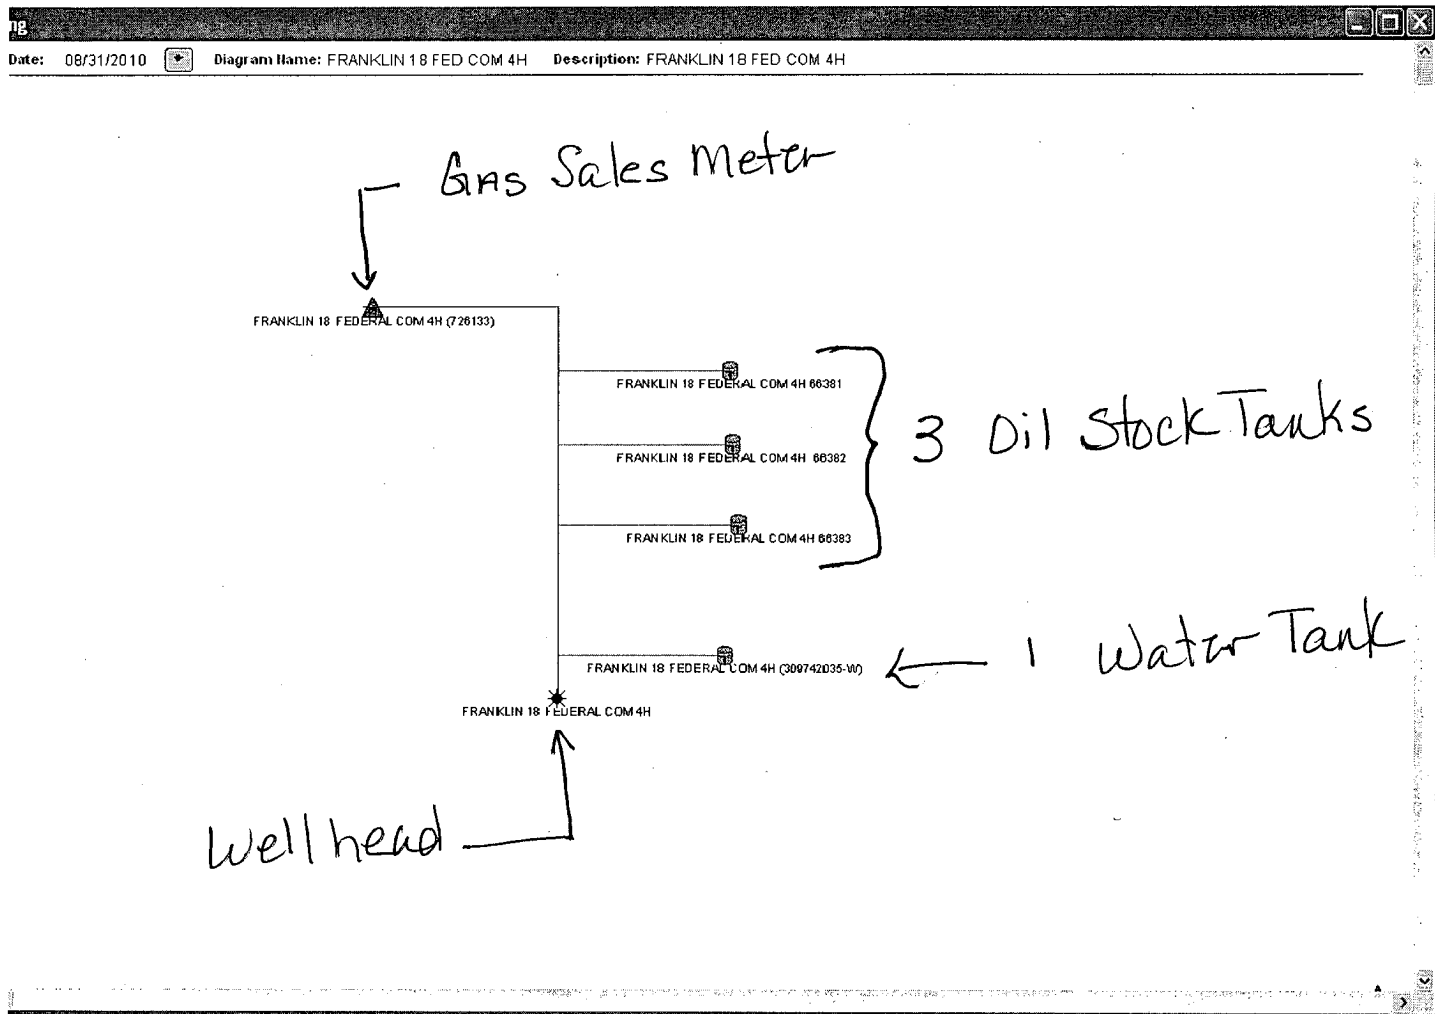 ng
Date: 08/31/2010 Diagram Name: FRANKLIN 18 FED COM 4H Description: FRANKLIN 18 FED COM 4H
GAS Sales Meter
FRANKLIN 18 FEDERAL COM 4H (726133)
FRANKLIN 18 FEDERAL COM 4H 66381
FRANKLIN 18 FEDERAL COM 4H 66382
3 Oil Stock Tanks
FRANKLIN 18 FEDERAL COM 4H 66383
1 Water Tank
FRANKLIN 18 FEDERAL COM 4H (309742035-W)
FRANKLIN 18 FEDERAL COM 4H
Wellhead